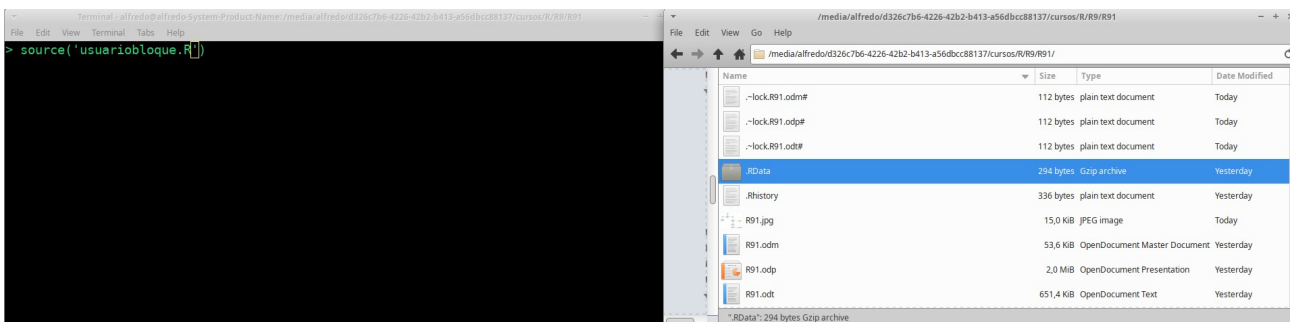 Terminal - alfredo@alfredo-System-Product-Name: /media/alfredo/d326c7b6-4226-42b2-b413-a56dbcc88137/cursos/R/R8/R91
File Edit View Terminal Tabs Help
> source('usuariobloque.R')
/media/alfredo/d326c7b6-4226-42b2-b413-a56dbcc88137/cursos/R/R9/R91
File Edit View Go Help
/media/alfredo/d326c7b6-4226-42b2-b413-a56dbcc88137/cursos/R/R9/R91/
Name Size Type Date Modified
.~lock.R91.odm# 112 bytes plain text document Today
.~lock.R91.odp# 112 bytes plain text document Today
.~lock.R91.odt# 112 bytes plain text document Today
.RData 294 bytes Gzip archive Yesterday
.Rhistory 336 bytes plain text document Yesterday
R91.jpg 15,0 KiB JPEG image Today
R91.odm 53,6 KiB OpenDocument Master Document Yesterday
R91.odp 2,0 MiB OpenDocument Presentation Yesterday
R91.odt 651,4 KiB OpenDocument Text Yesterday
".RData": 294 bytes Gzip archive